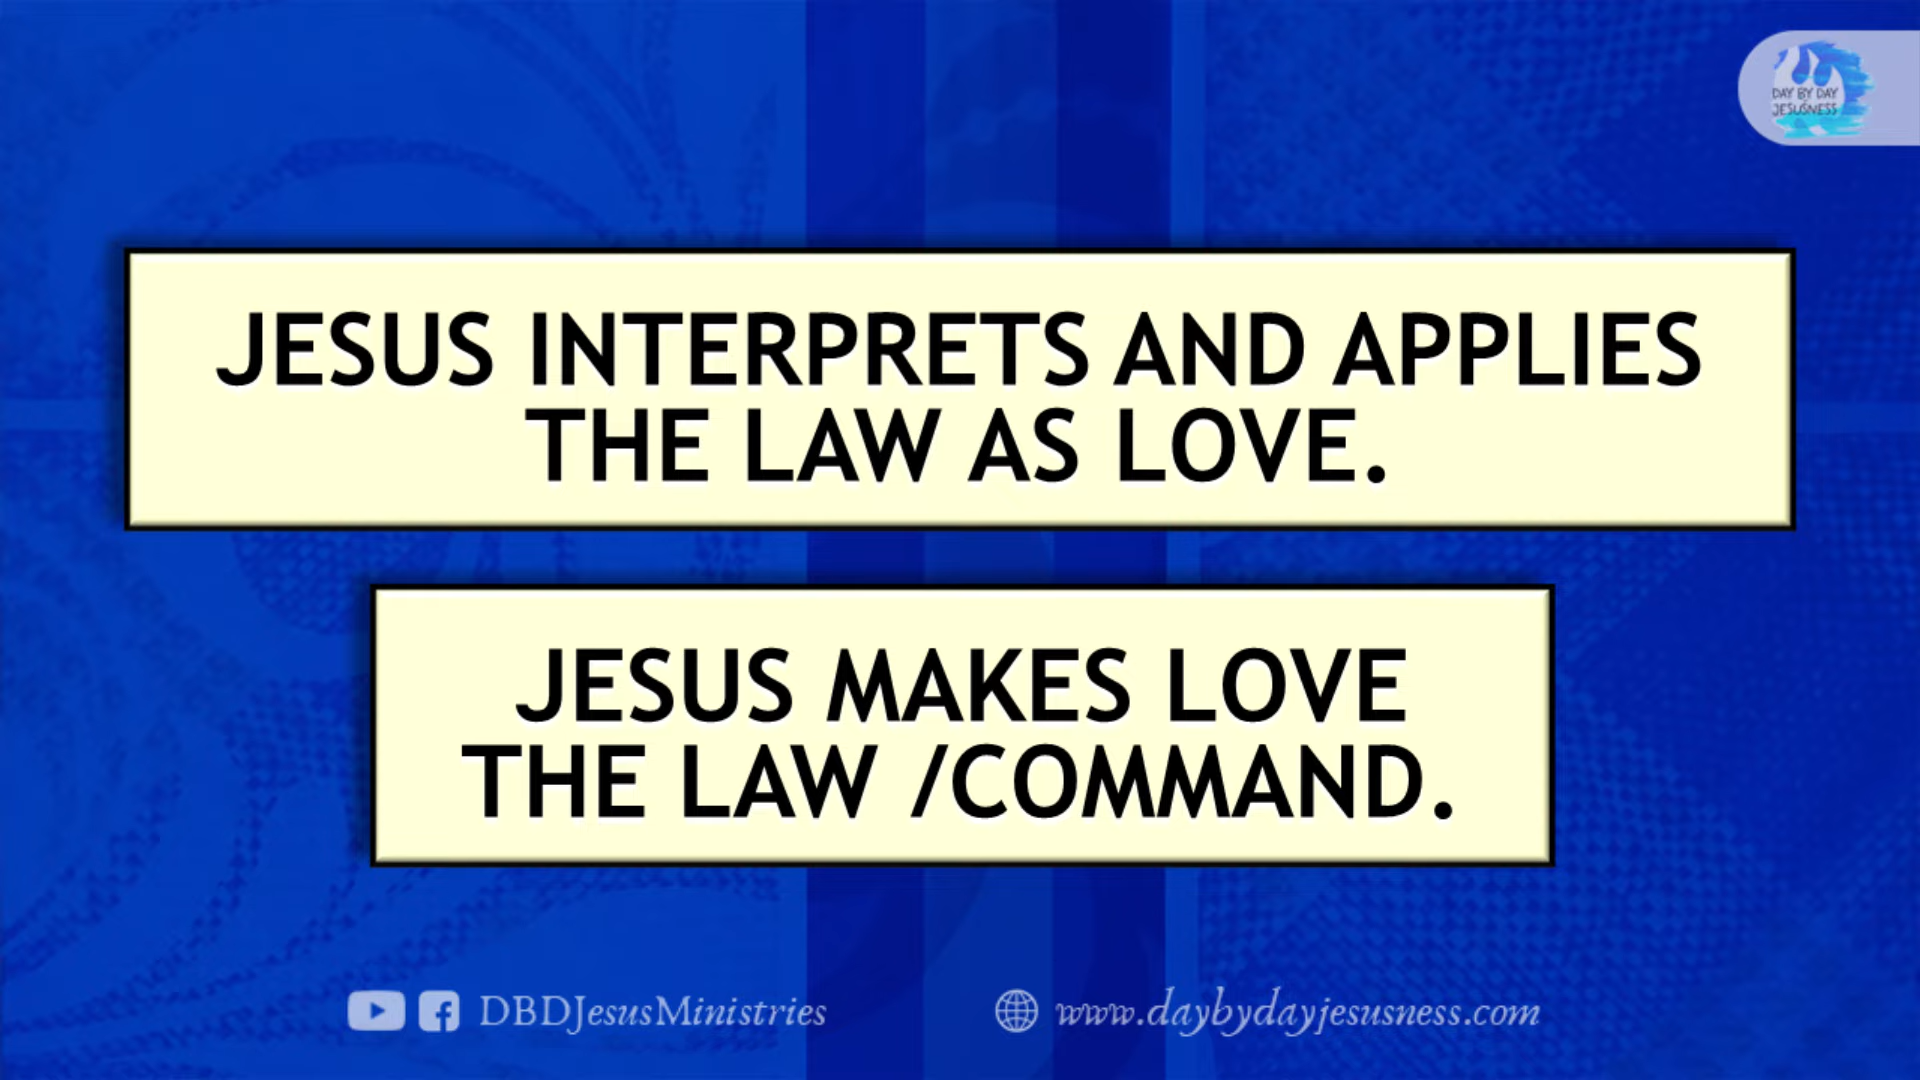 DAY BY DAY
JESUSNESS
JESUS INTERPRETS AND APPLIES
THE LAW AS LOVE.
JESUS MAKES LOVE
THE LAW /COMMAND.
DBDJesusMinistries
www.daybydayjesusness.com